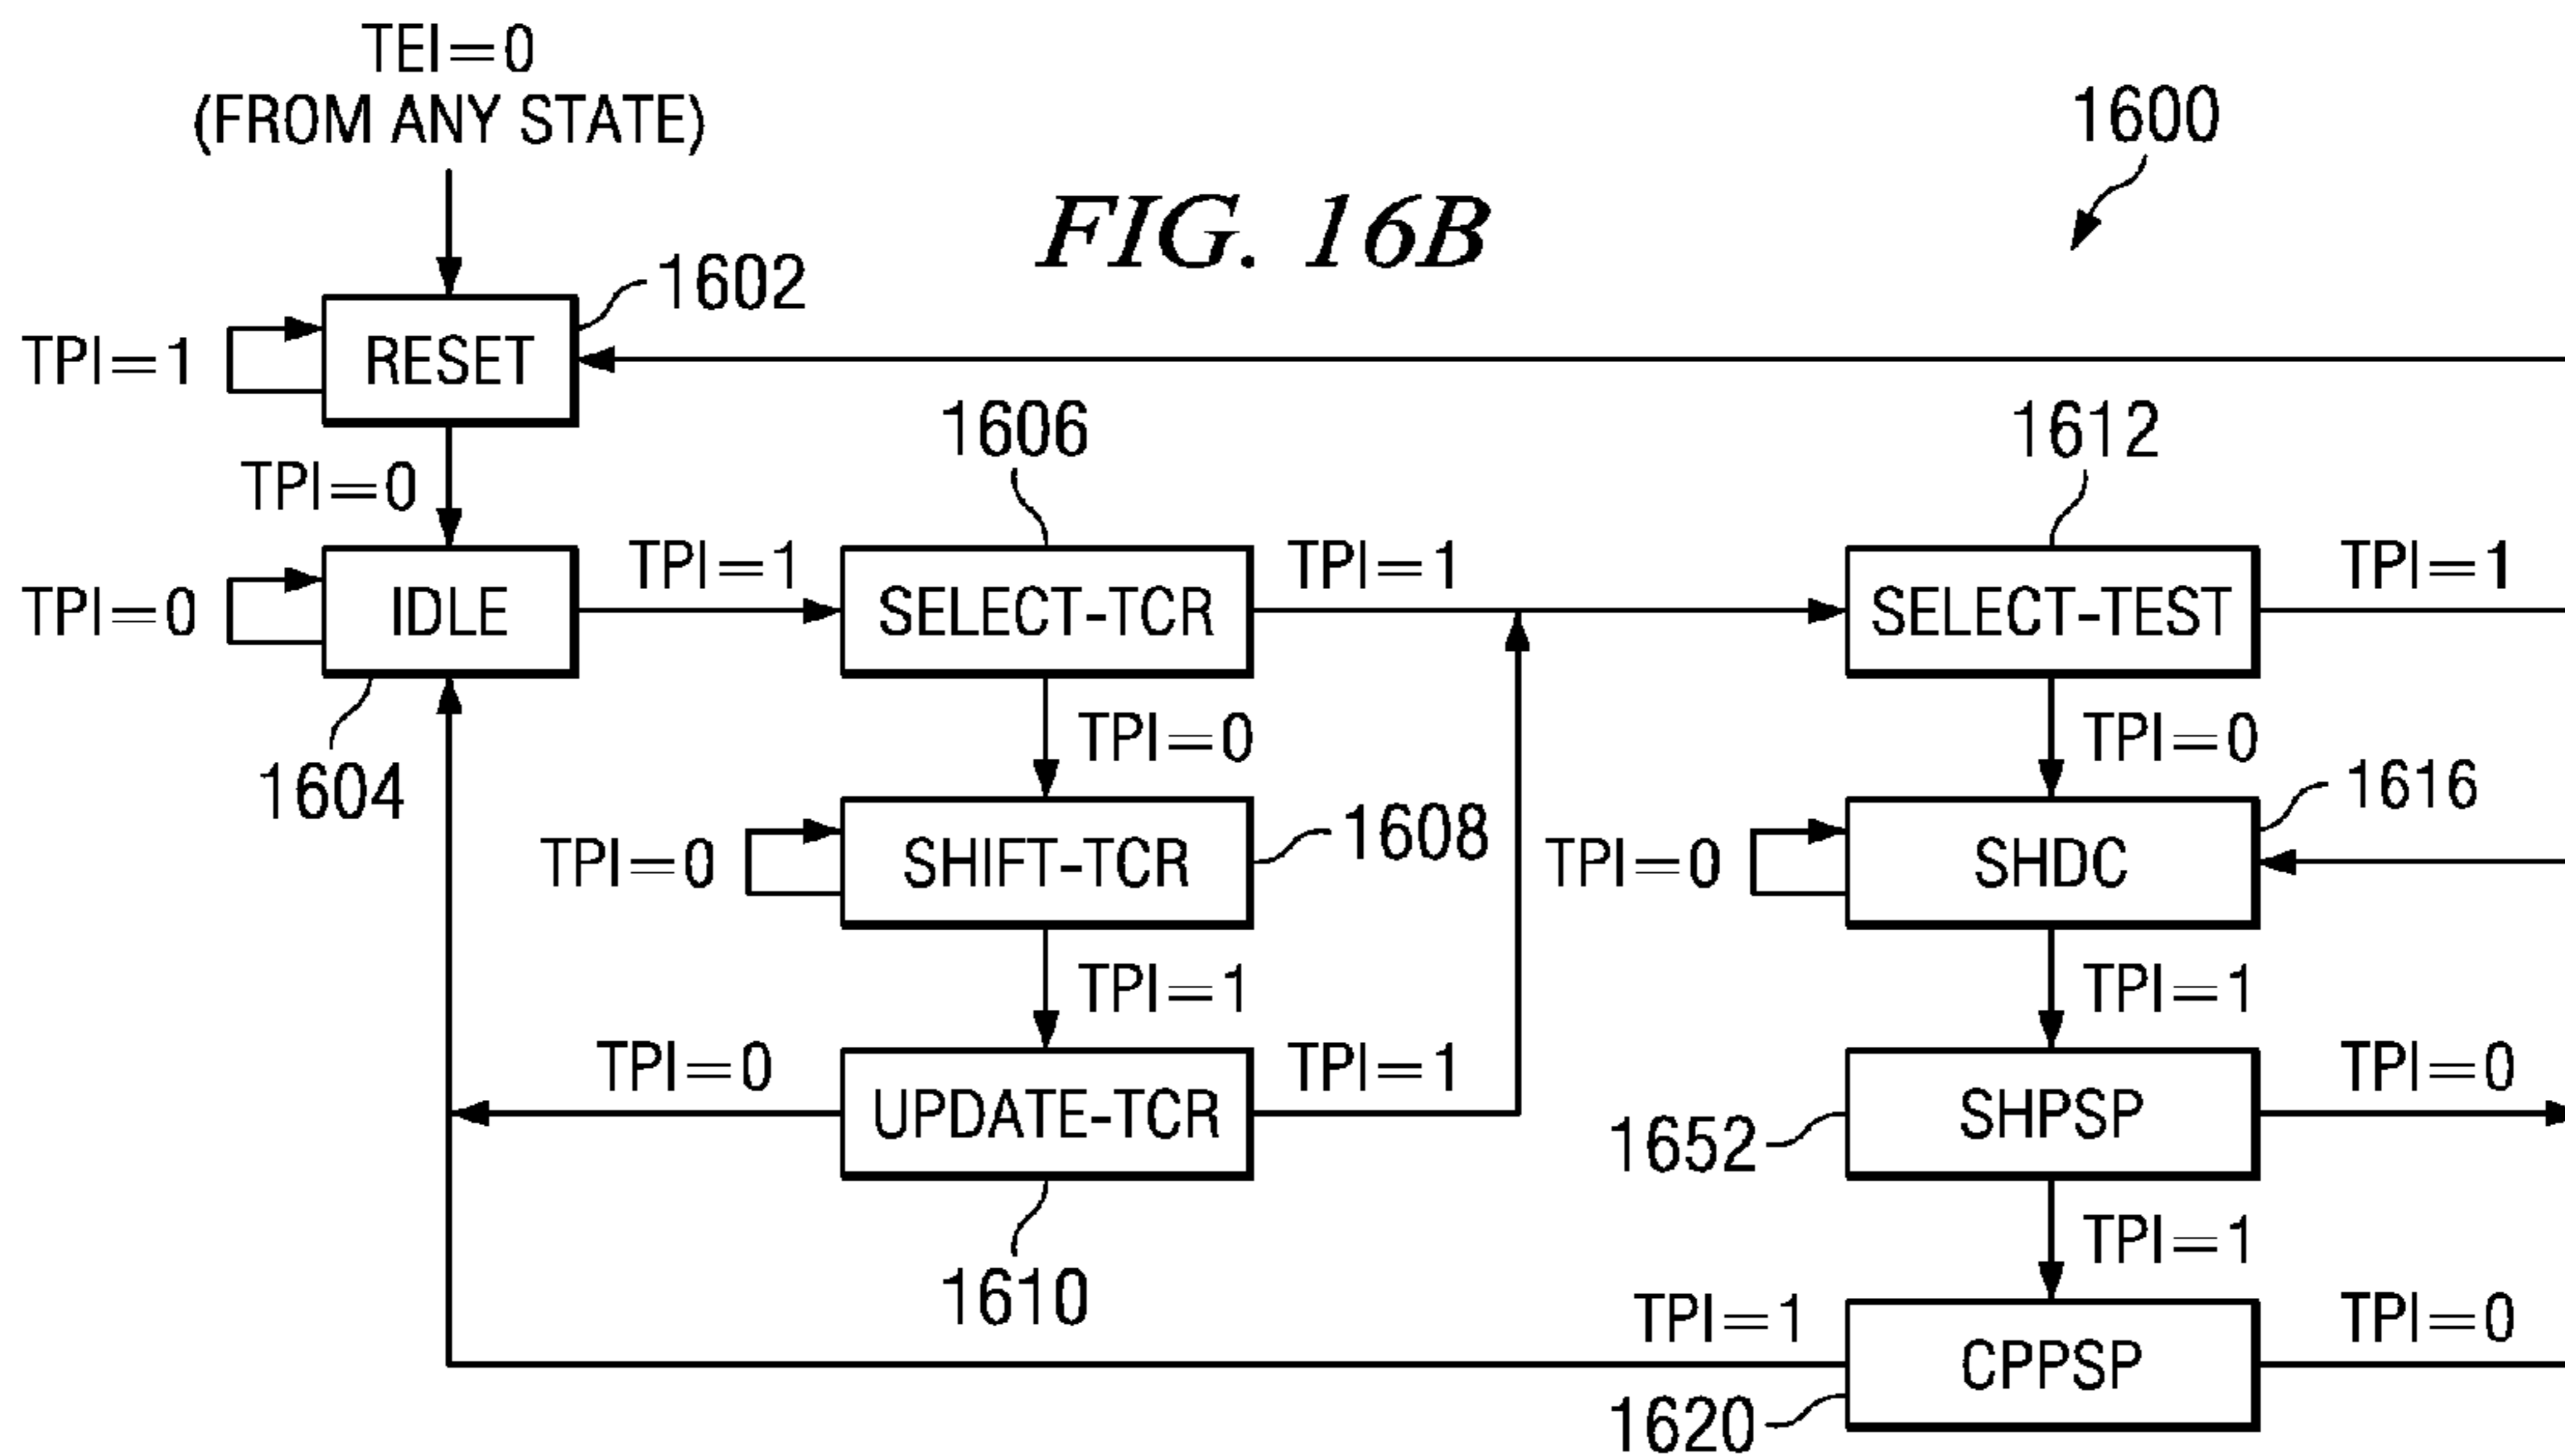 TEI=0
(FROM ANY STATE)
1600
FIG. 16B
1602
TPI=1
RESET
TPI=0
1606
1612
TPI=0
IDLE
TPI=1
SELECT-TCR
TPI=1
SELECT-TEST
TPI=1
1604
TPI=0
TPI=0
1616
TPI=0
SHIFT-TCR
1608
TPI=0
SHDC
TPI=1
TPI=1
TPI=0
UPDATE-TCR
TPI=1
1652
SHPSP
TPI=0
1610
TPI=1
TPI=1
CPPSP
TPI=0
1620